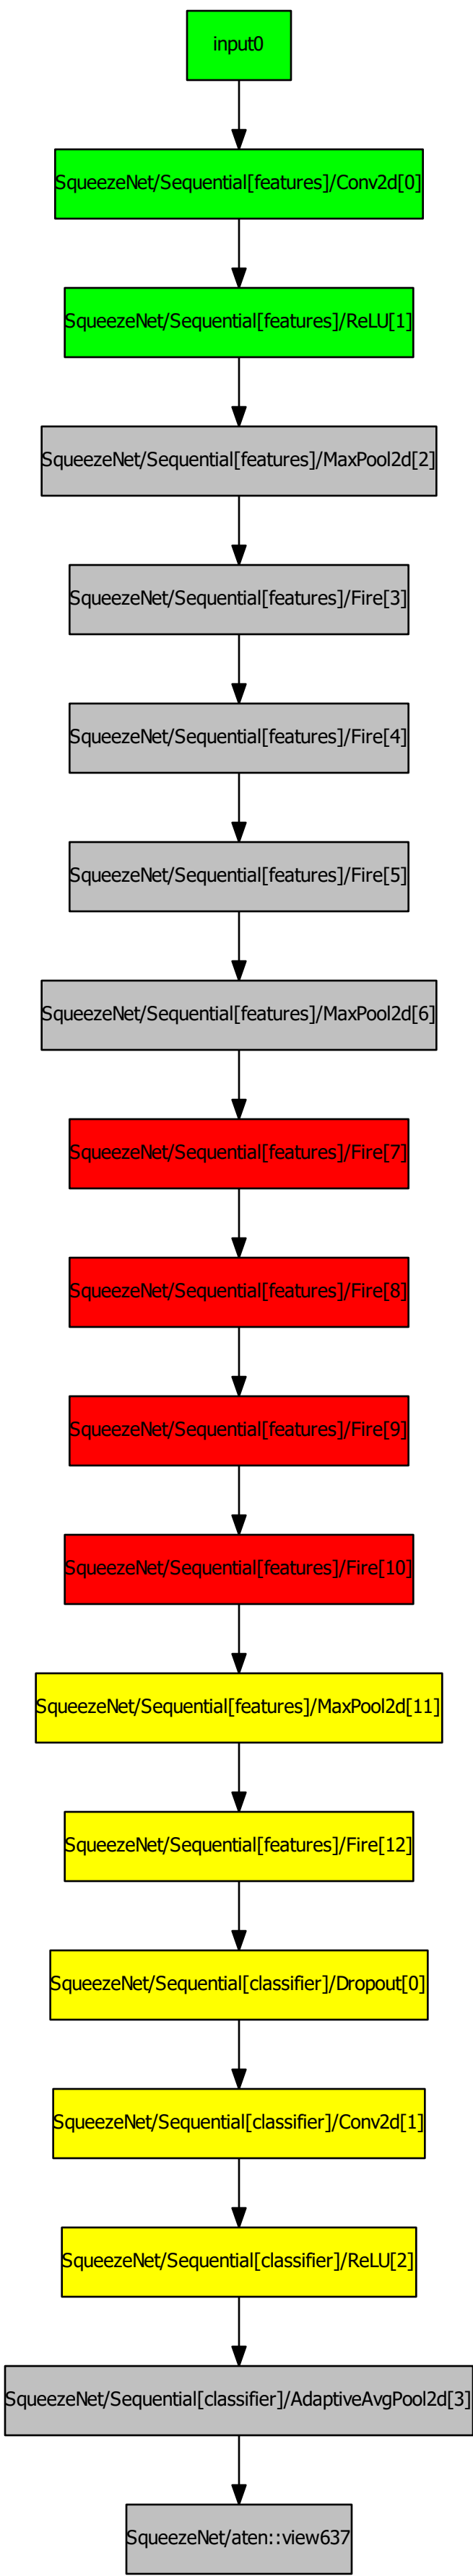 input0
SqueezeNet/Sequential[features]/Conv2d[0]
SqueezeNet/Sequential[features]/ReLU[1]
SqueezeNet/Sequential[features]/MaxPool2d[2]
SqueezeNet/Sequential[features]/Fire[3]
SqueezeNet/Sequential[features]/Fire[4]
SqueezeNet/Sequential[features]/Fire[5]
SqueezeNet/Sequential[features]/MaxPool2d[6]
SqueezeNet/Sequential[features]/Fire[7]
SqueezeNet/Sequential[features]/Fire[8]
SqueezeNet/Sequential[features]/Fire[9]
SqueezeNet/Sequential[features]/Fire[10]
SqueezeNet/Sequential[features]/MaxPool2d[11]
SqueezeNet/Sequential[features]/Fire[12]
SqueezeNet/Sequential[classifier]/Dropout[0]
SqueezeNet/Sequential[classifier]/Conv2d[1]
SqueezeNet/Sequential[classifier]/ReLU[2]
SqueezeNet/Sequential[classifier]/AdaptiveAvgPool2d[3]
SqueezeNet/aten::view637